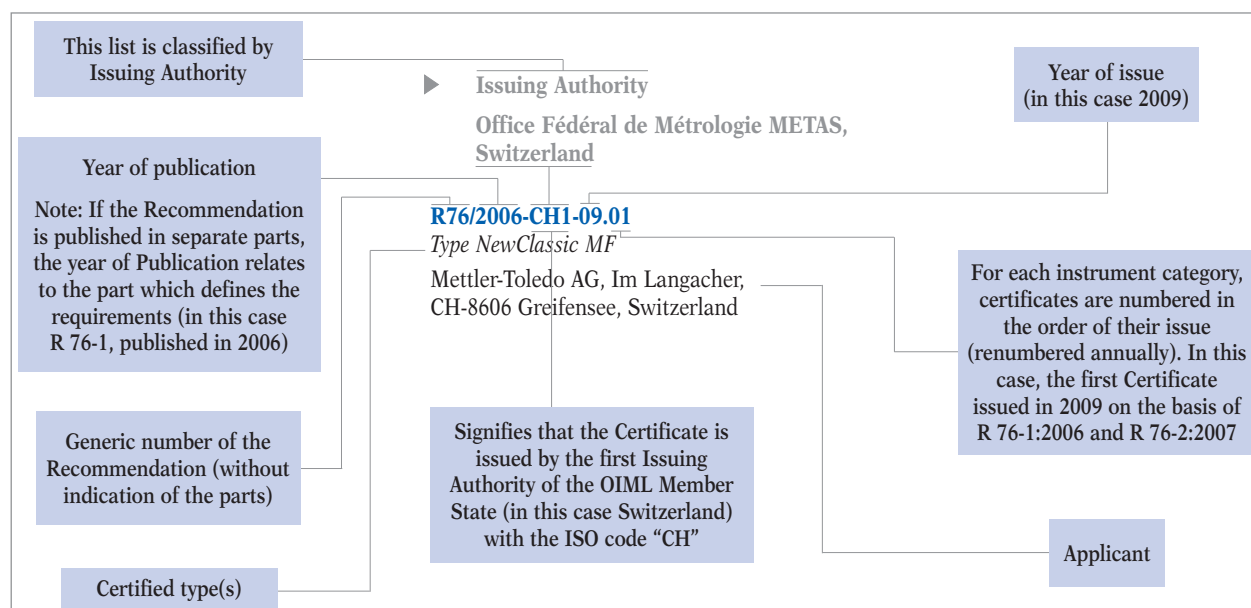 This list is classified by
Issuing Authority
Issuing Authority
Office Fédéral de Métrologie METAS,
Switzerland
Year of issue
(in this case 2009)
Year of publication
Note: If the Recommendation
is published in separate parts,
the year of Publication relates
to the part which defines the
requirements (in this case
R 76-1, published in 2006)
R76/2006-CH1-09.01
Type NewClassic MF
Mettler-Toledo AG, Im Langacher,
CH-8606 Greifensee, Switzerland
For each instrument category,
certificates are numbered in
the order of their issue
(renumbered annually). In this
case, the first Certificate
issued in 2009 on the basis of
R 76-1:2006 and R 76-2:2007
Generic number of the
Recommendation (without
indication of the parts)
Signifies that the Certificate is
issued by the first Issuing
Authority of the OIML Member
State (in this case Switzerland)
with the ISO code “CH”
Applicant
Certified type(s)